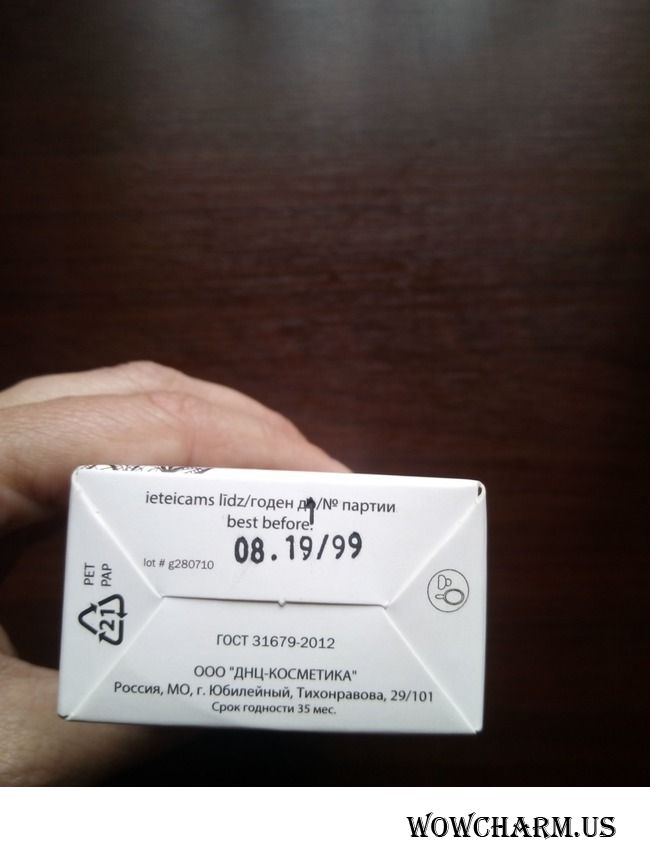 ieteicams līdz/годен до/№ партии
best before:
08.19/99
lot # g280710
PET
PAP
21
ГОСТ 31679-2012
ООО "ДНЦ-КОСМЕТИКА"
Россия, МО, г. Юбилейный, Тихонравова, 29/101
Срок годности 35 мес.
WOWCHARM.US